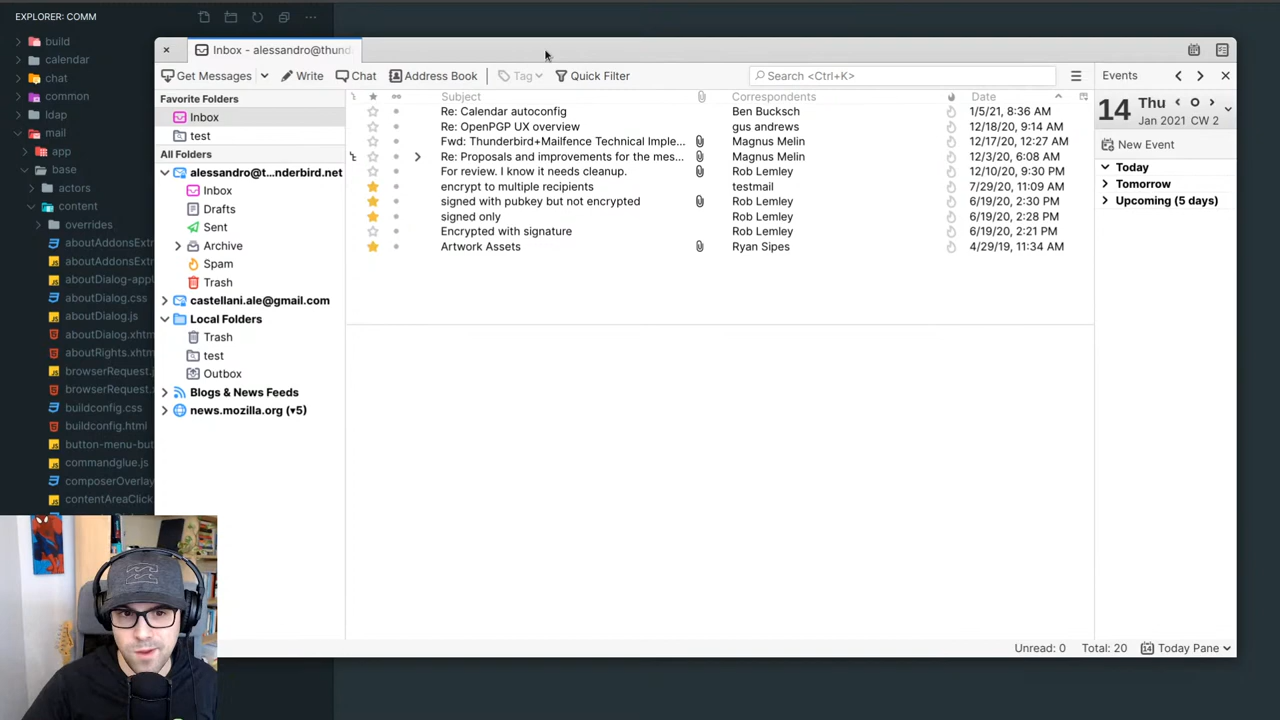 EXPLORER: COMM
build
calendar
chat
common
ldap
mail
app
base
actors
content
overrides
aboutAddonsExtr
aboutAddonsExtr
aboutDialog-appU
aboutDialog.css
aboutDialog.js
aboutDialog.xhtm
aboutRights.xhtm
browserRequest.j
browserRequest.x
buildconfig.css
buildconfig.html
button-menu-but
commandglue.js
composerOverlay
contentAreaClick
Inbox - alessandro@thund
Get Messages
Write
Chat
Address Book
Tag
Quick Filter
Search <Ctrl+K>
Favorite Folders
Inbox
test
All Folders
alessandro@t...nderbird.net
Inbox
Drafts
Sent
Archive
Spam
Trash
castellani.ale@gmail.com
Local Folders
Trash
test
Outbox
Blogs & News Feeds
news.mozilla.org (▾5)
Subject Correspondents Date
Re: Calendar autoconfig Ben Bucksch 1/5/21, 8:36 AM
Re: OpenPGP UX overview gus andrews 12/18/20, 9:14 AM
Fwd: Thunderbird+Mailfence Technical Imple... Magnus Melin 12/17/20, 12:27 AM
Re: Proposals and improvements for the mes... Magnus Melin 12/3/20, 6:08 AM
For review. I know it needs cleanup. Rob Lemley 12/10/20, 9:30 PM
encrypt to multiple recipients testmail 7/29/20, 11:09 AM
signed with pubkey but not encrypted Rob Lemley 6/19/20, 2:30 PM
signed only Rob Lemley 6/19/20, 2:28 PM
Encrypted with signature Rob Lemley 6/19/20, 2:21 PM
Artwork Assets Ryan Sipes 4/29/19, 11:34 AM
Events
14 Thu
Jan 2021 CW 2
New Event
Today
Tomorrow
Upcoming (5 days)
Unread: 0 Total: 20 14 Today Pane